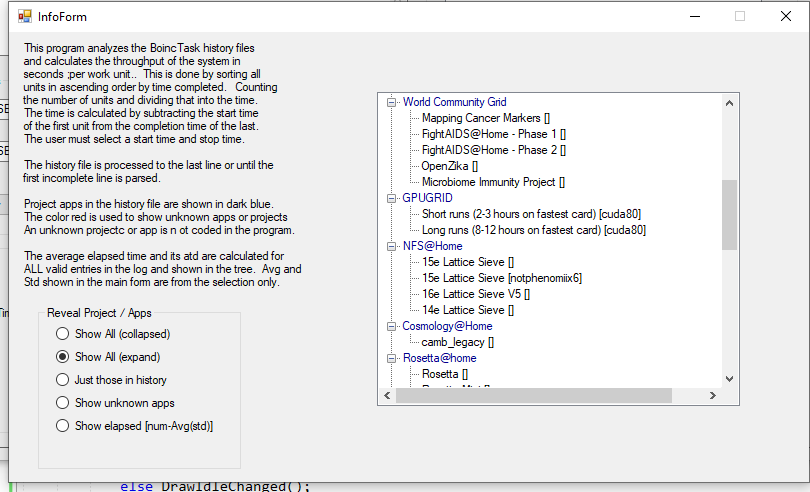 InfoForm
This program analyzes the BoincTask history files
and calculates the throughput of the system in
seconds ;per work unit.. This is done by sorting all
units in ascending order by time completed. Counting
the number of units and dividing that into the time.
The time is calculated by subtracting the start time
of the first unit from the completion time of the last.
The user must select a start time and stop time.
The history file is processed to the last line or until the
first incomplete line is parsed.
Project apps in the history file are shown in dark blue.
The color red is used to show unknown apps or projects
An unknown projectc or app is n ot coded in the program.
The average elapsed time and its atd are calculated for
ALL valid entries in the log and shown in the tree. Avg and
Std shown in the main form are from the selection only.
Reveal Project / Apps
Show All (collapsed)
Show All (expand)
Just those in history
Show unknown apps
Show elapsed [num-Avg(std)]
World Community Grid
Mapping Cancer Markers []
FightAIDS@Home - Phase 1 []
FightAIDS@Home - Phase 2 []
OpenZika []
Microbiome Immunity Project []
GPUGRID
Short runs (2-3 hours on fastest card) [cuda80]
Long runs (8-12 hours on fastest card) [cuda80]
NFS@Home
15e Lattice Sieve []
15e Lattice Sieve [notphenomiix6]
16e Lattice Sieve V5 []
14e Lattice Sieve []
Cosmology@Home
camb_legacy []
Rosetta@home
Rosetta []
else DrawIdleChanged();